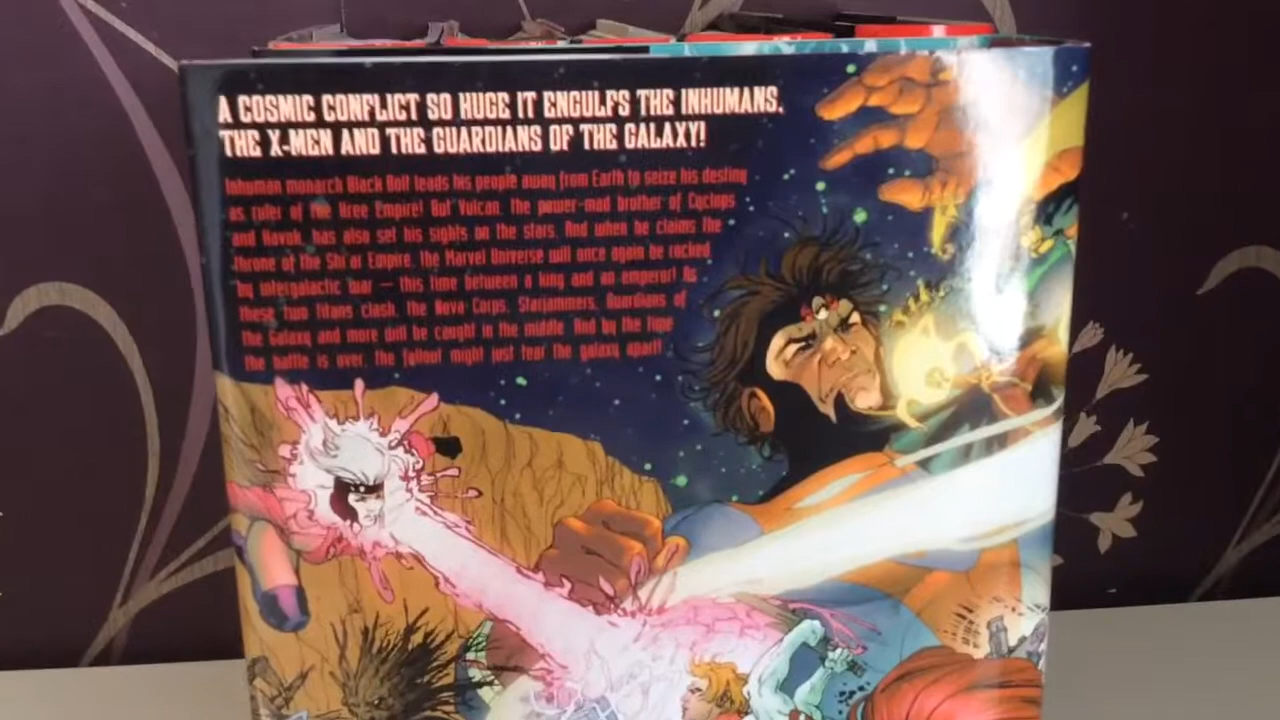 A COSMIC CONFLICT SO HUGE IT ENGULFS THE INHUMANS,
THE X-MEN AND THE GUARDIANS OF THE GALAXY!
Inhuman monarch Black Bolt leads his people away from Earth to seize his destiny
as ruler of the Kree Empire! But Vulcan, the power-mad brother of Cyclops
and Havok, has also set his sights on the stars. And when he claims the
throne of the Shi'ar Empire, the Marvel Universe will once again be rocked
by intergalactic war — this time between a king and an emperor! As
these two titans clash, the Nova Corps, Starjammers, Guardians of
the Galaxy and more will be caught in the middle. And by the time
the battle is over, the fallout might just tear the galaxy apart!